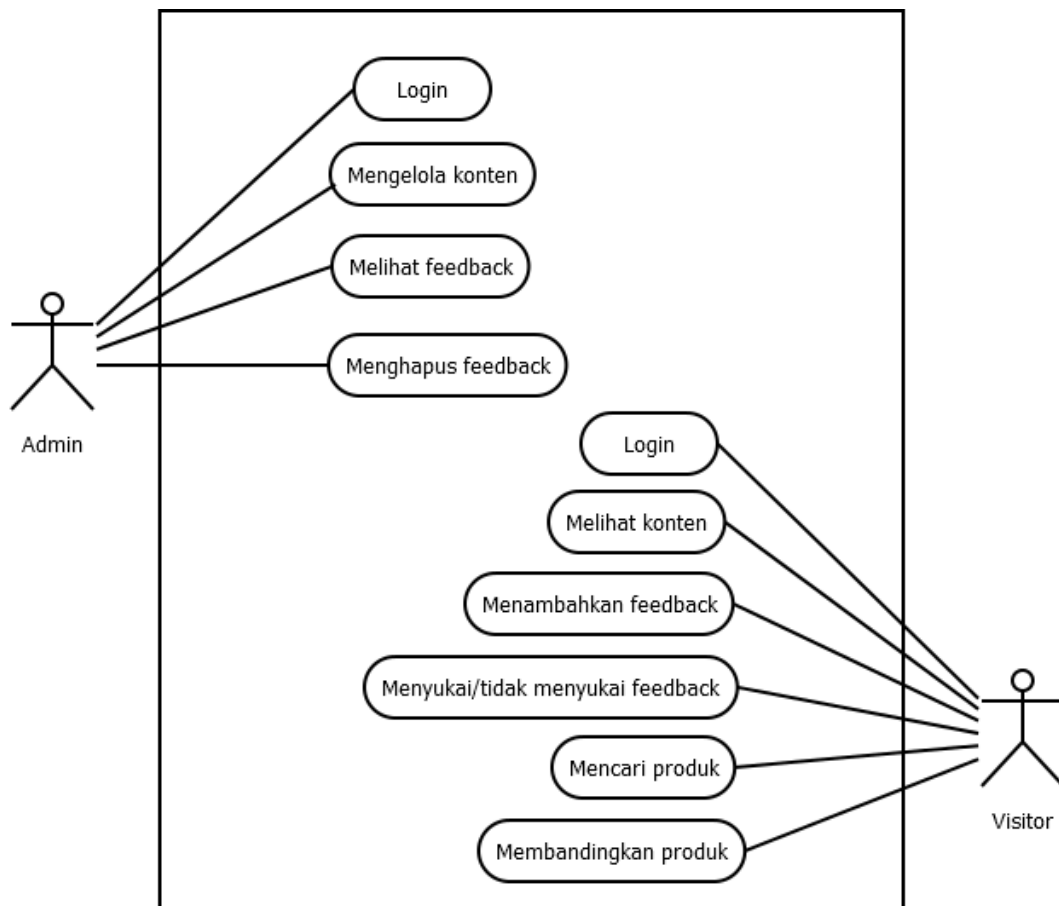 Login
Mengelola konten
Melihat feedback
Menghapus feedback
Admin
Login
Melihat konten
Menambahkan feedback
Menyukai/tidak menyukai feedback
Mencari produk
Visitor
Membandingkan produk